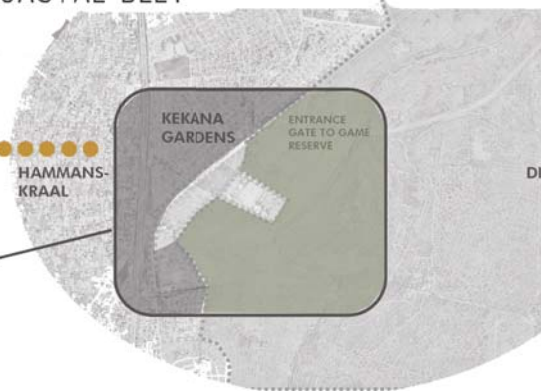 KEKANA
GARDENS
ENTRANCE
GATE TO GAME
RESERVE
HAMMANS-
KRAAL